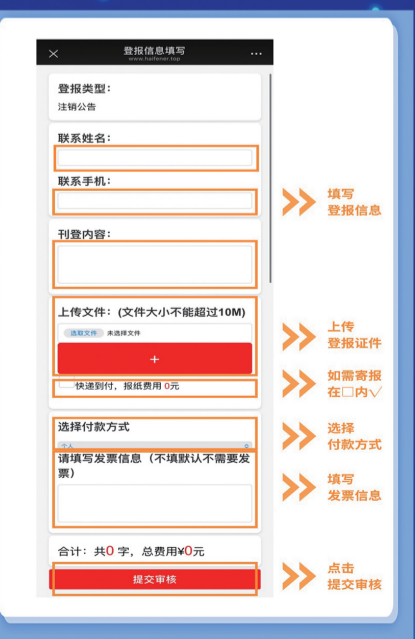 登报信息填写
www.haifener.top
登报类型：
注销公告
联系姓名：
联系手机：
填写
登报信息
刊登内容：
上传文件：（文件大小不能超过10M）
选取文件 未选择文件
+
上传
登报证件
快递到付，报纸费用 0元
如需寄报
在□内√
选择付款方式
个人
选择
付款方式
请填写发票信息（不填默认不需要发
票）
填写
发票信息
合计：共0 字，总费用¥0元
提交审核
点击
提交审核